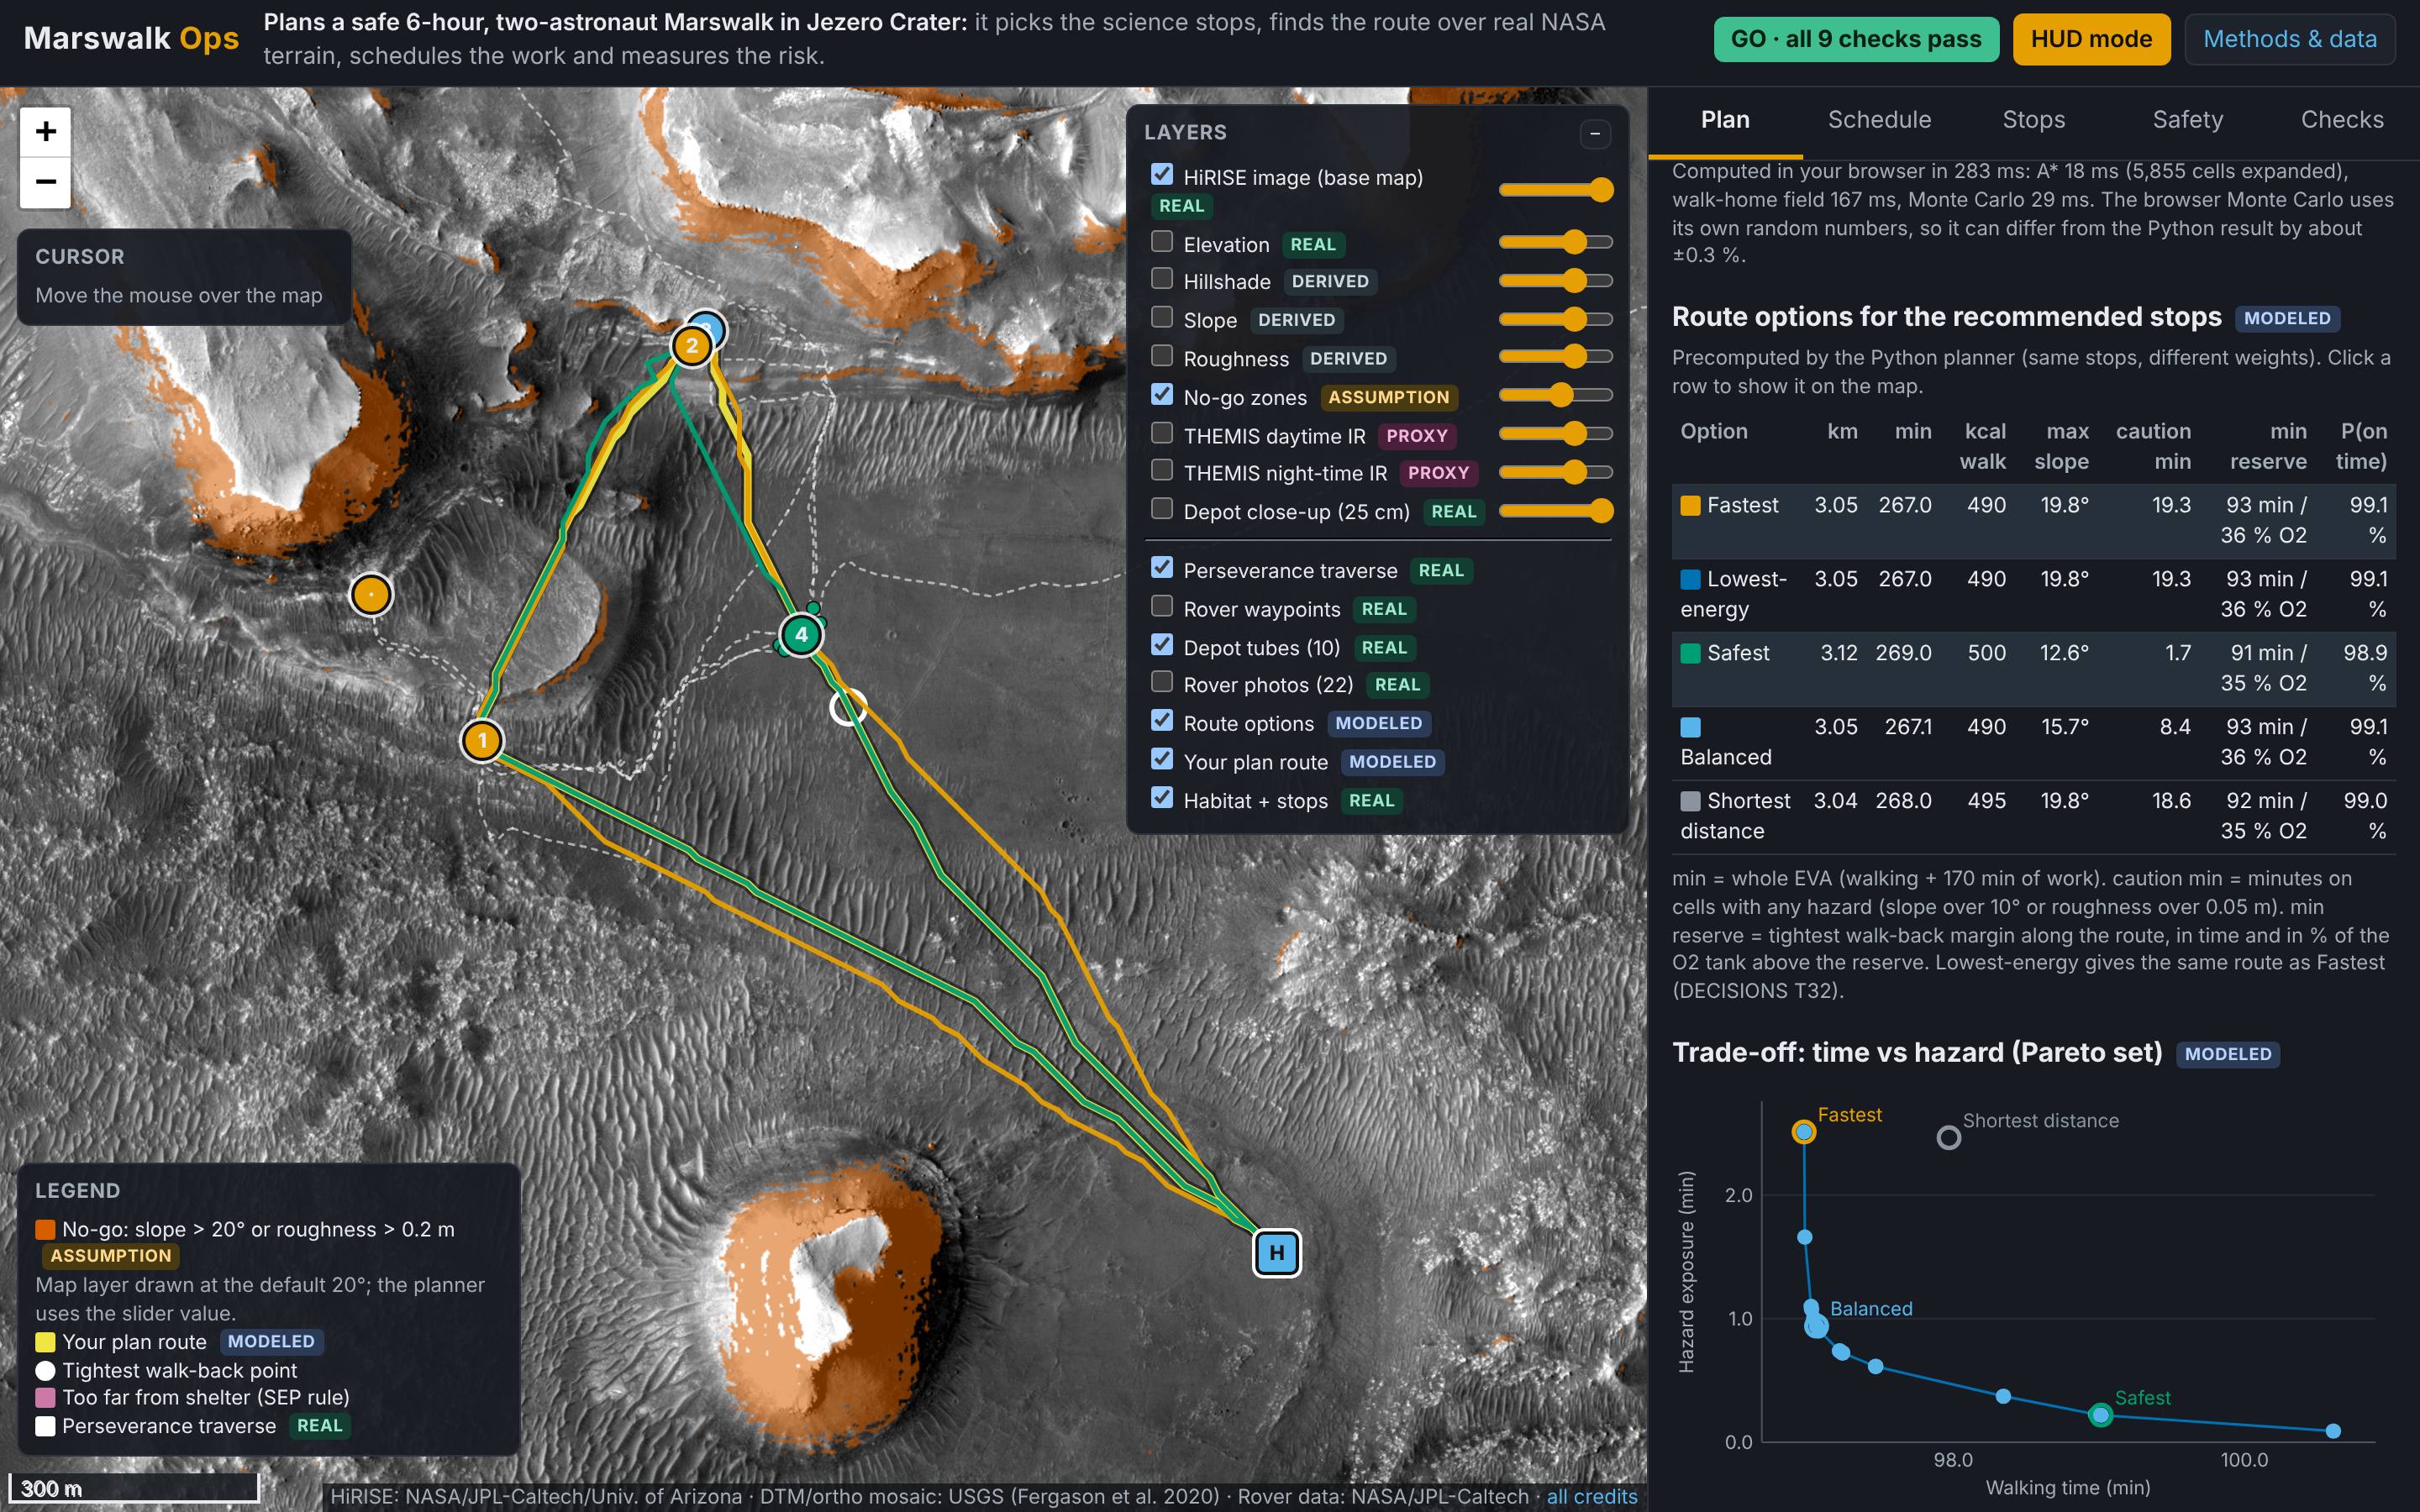 Marswalk Ops
Plans a safe 6-hour, two-astronaut Marswalk in Jezero Crater: it picks the science stops, finds the route over real NASA
terrain, schedules the work and measures the risk.
GO · all 9 checks pass
HUD mode
Methods & data
+
−
CURSOR
Move the mouse over the map
2
4
1
H
LAYERS
−
HiRISE image (base map)
REAL
Elevation REAL
Hillshade DERIVED
Slope DERIVED
Roughness DERIVED
No-go zones ASSUMPTION
THEMIS daytime IR PROXY
THEMIS night-time IR PROXY
Depot close-up (25 cm) REAL
Perseverance traverse REAL
Rover waypoints REAL
Depot tubes (10) REAL
Rover photos (22) REAL
Route options MODELED
Your plan route MODELED
Habitat + stops REAL
LEGEND
No-go: slope > 20° or roughness > 0.2 m
ASSUMPTION
Map layer drawn at the default 20°; the planner
uses the slider value.
Your plan route MODELED
Tightest walk-back point
Too far from shelter (SEP rule)
Perseverance traverse REAL
300 m
HiRISE: NASA/JPL-Caltech/Univ. of Arizona · DTM/ortho mosaic: USGS (Fergason et al. 2020) · Rover data: NASA/JPL-Caltech · all credits
Plan Schedule Stops Safety Checks
Computed in your browser in 283 ms: A* 18 ms (5,855 cells expanded),
walk-home field 167 ms, Monte Carlo 29 ms. The browser Monte Carlo uses
its own random numbers, so it can differ from the Python result by about
±0.3 %.
Route options for the recommended stops MODELED
Precomputed by the Python planner (same stops, different weights). Click a
row to show it on the map.
Option km min kcal max caution min P(on
walk slope min reserve time)
Fastest 3.05 267.0 490 19.8° 19.3 93 min / 99.1
36 % O2 %
Lowest- 3.05 267.0 490 19.8° 19.3 93 min / 99.1
energy 36 % O2 %
Safest 3.12 269.0 500 12.6° 1.7 91 min / 98.9
35 % O2 %
3.05 267.1 490 15.7° 8.4 93 min / 99.1
Balanced 36 % O2 %
Shortest 3.04 268.0 495 19.8° 18.6 92 min / 99.0
distance 35 % O2 %
min = whole EVA (walking + 170 min of work). caution min = minutes on
cells with any hazard (slope over 10° or roughness over 0.05 m). min
reserve = tightest walk-back margin along the route, in time and in % of the
O2 tank above the reserve. Lowest-energy gives the same route as Fastest
(DECISIONS T32).
Trade-off: time vs hazard (Pareto set) MODELED
Fastest
Shortest distance
Balanced
Safest
Hazard exposure (min)
2.0
1.0
0.0
98.0 100.0
Walking time (min)